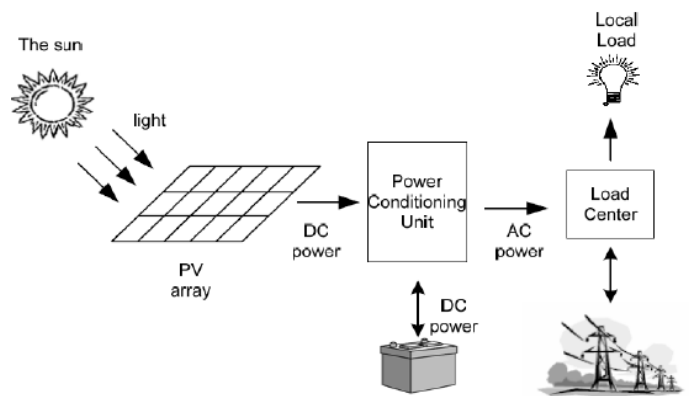 The sun
light
PV
array
DC
power
Power
Conditioning
Unit
DC
power
AC
power
Load
Center
Local
Load